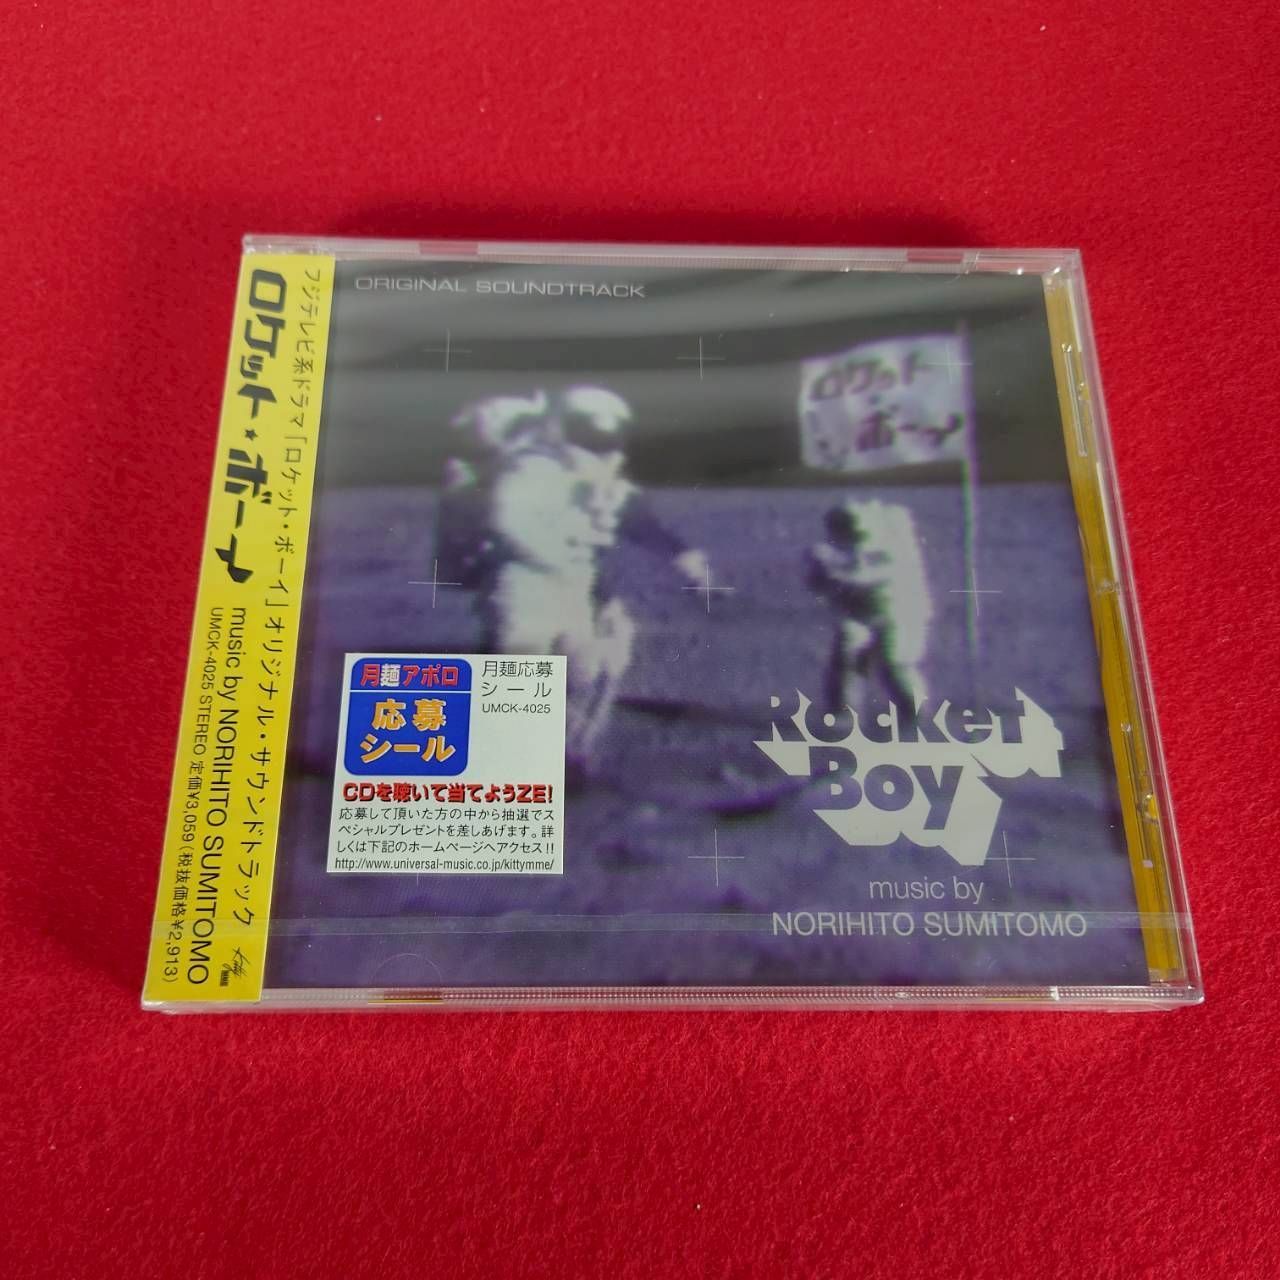 フジテレビ系ドラマ「ロケット・ボーイ」オリジナル・サウンドトラック
ロケット★ボーイ
music by NORIHITO SUMITOMO
UMCK-4025 STEREO 定価¥3,059(税抜価格¥2,913)
ORIGINAL SOUNDTRACK
ロケット
・ボーイ
月麺アポロ
応募
シール
月麺応募
シール
UMCK-4025
CDを聴いて当てようZE!
応募して頂いた方の中から抽選でス
ペシャルプレゼントを差しあげます。詳
しくは下記のホームページへアクセス!!
http://www.universal-music.co.jp/kittymme/
Rocket
Boy
music by
NORIHITO SUMITOMO